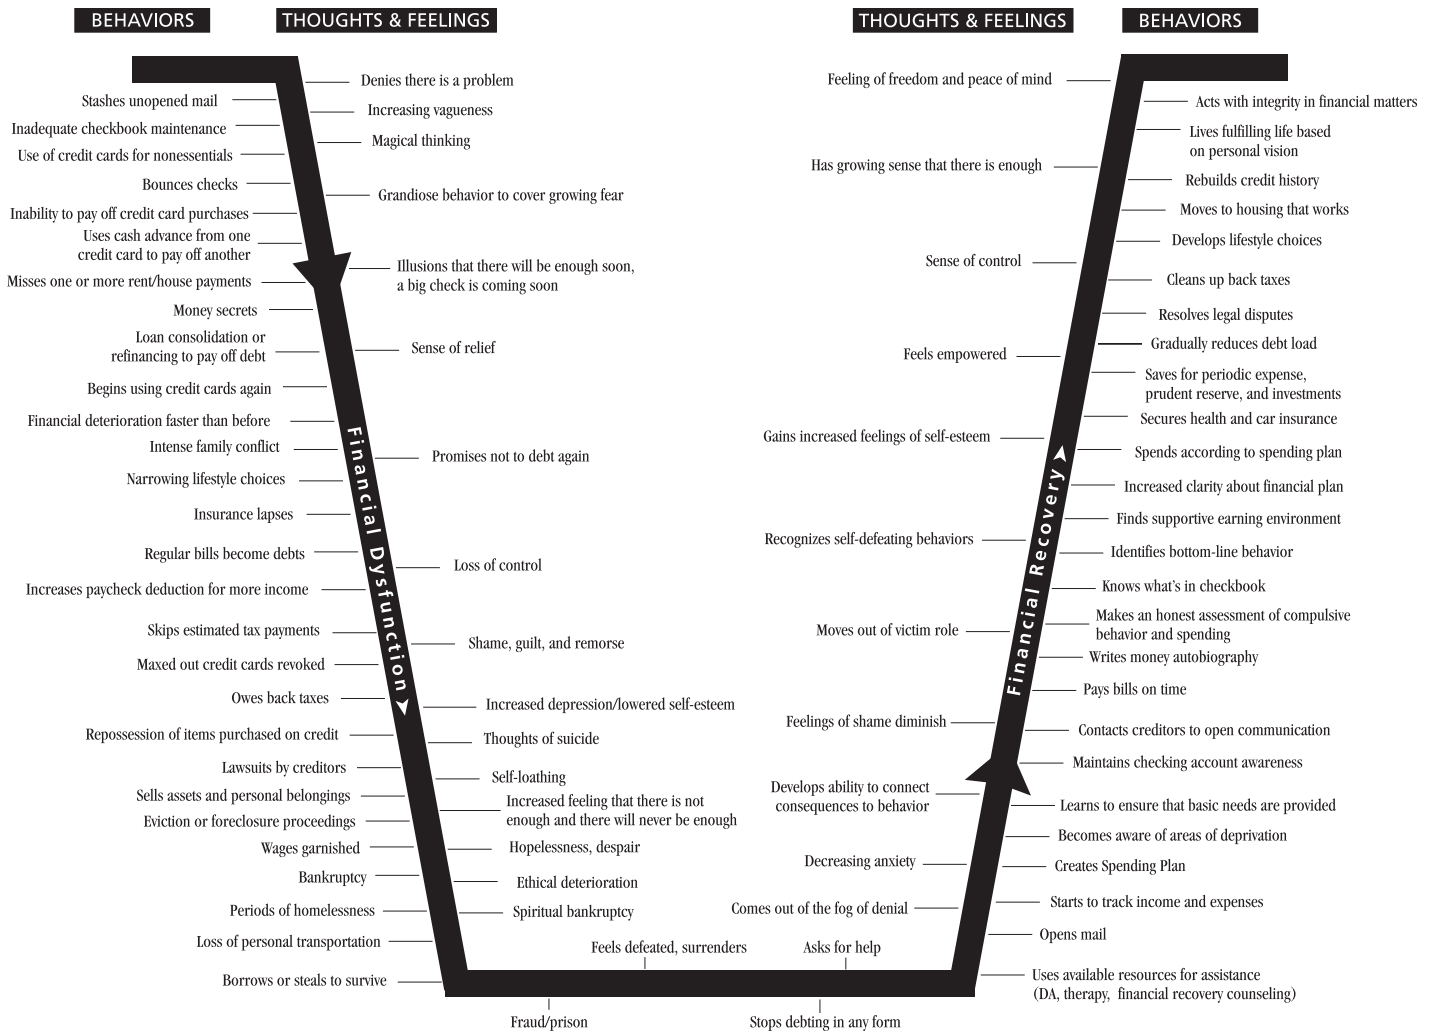 BEHAVIORS
THOUGHTS & FEELINGS
Stashes unopened mail
Inadequate checkbook maintenance
Use of credit cards for nonessentials
Bounces checks
Inability to pay off credit card purchases
Uses cash advance from one
credit card to pay off another
Misses one or more rent/house payments
Money secrets
Loan consolidation or
refinancing to pay off debt
Begins using credit cards again
Financial deterioration faster than before
Intense family conflict
Narrowing lifestyle choices
Insurance lapses
Regular bills become debts
Increases paycheck deduction for more income
Skips estimated tax payments
Maxed out credit cards revoked
Owes back taxes
Repossession of items purchased on credit
Lawsuits by creditors
Sells assets and personal belongings
Eviction or foreclosure proceedings
Wages garnished
Bankruptcy
Periods of homelessness
Loss of personal transportation
Borrows or steals to survive
Financial Dysfunction
Denies there is a problem
Increasing vagueness
Magical thinking
Grandiose behavior to cover growing fear
Illusions that there will be enough soon,
a big check is coming soon
Sense of relief
Promises not to debt again
Loss of control
Shame, guilt, and remorse
Increased depression/lowered self-esteem
Thoughts of suicide
Self-loathing
Increased feeling that there is not
enough and there will never be enough
Hopelessness, despair
Ethical deterioration
Spiritual bankruptcy
Feels defeated, surrenders
Asks for help
Fraud/prison
Stops debting in any form
THOUGHTS & FEELINGS
BEHAVIORS
Feeling of freedom and peace of mind
Has growing sense that there is enough
Sense of control
Feels empowered
Gains increased feelings of self-esteem
Recognizes self-defeating behaviors
Moves out of victim role
Feelings of shame diminish
Develops ability to connect
consequences to behavior
Decreasing anxiety
Comes out of the fog of denial
Financial Recovery
Acts with integrity in financial matters
Lives fulfilling life based
on personal vision
Rebuilds credit history
Moves to housing that works
Develops lifestyle choices
Cleans up back taxes
Resolves legal disputes
Gradually reduces debt load
Saves for periodic expense,
prudent reserve, and investments
Secures health and car insurance
Spends according to spending plan
Increased clarity about financial plan
Finds supportive earning environment
Identifies bottom-line behavior
Knows what's in checkbook
Makes an honest assessment of compulsive
behavior and spending
Writes money autobiography
Pays bills on time
Contacts creditors to open communication
Maintains checking account awareness
Learns to ensure that basic needs are provided
Becomes aware of areas of deprivation
Creates Spending Plan
Starts to track income and expenses
Opens mail
Uses available resources for assistance
(DA, therapy, financial recovery counseling)